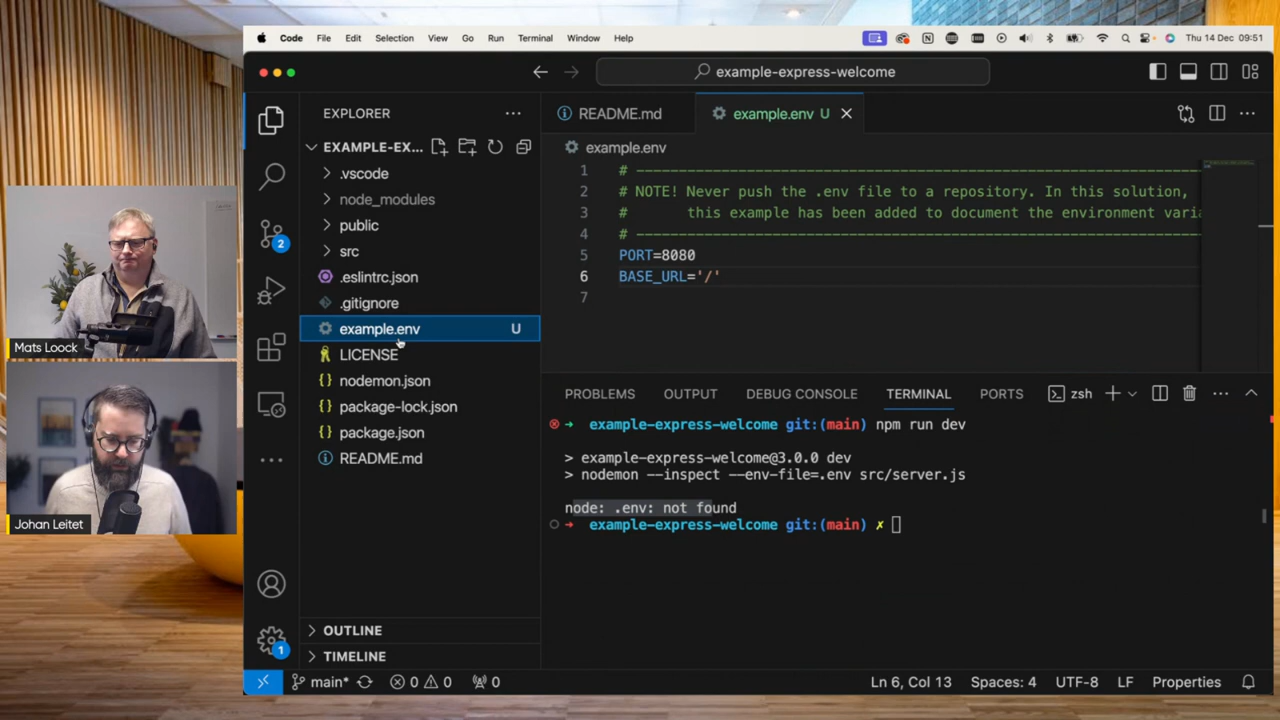 Code File Edit Selection View Go Run Terminal Window Help Thu 14 Dec 09:51
example-express-welcome
EXPLORER
EXAMPLE-EX...
.vscode
node_modules
public
src
.eslintrc.json
.gitignore
example.env U
LICENSE
nodemon.json
package-lock.json
package.json
README.md
OUTLINE
TIMELINE
2
1
README.md example.env U
example.env
1 # ----------------------------------------------------------------
2 # NOTE! Never push the .env file to a repository. In this solution,
3 # this example has been added to document the environment varia
4 # ----------------------------------------------------------------
5 PORT=8080
6 BASE_URL='/'
7
PROBLEMS OUTPUT DEBUG CONSOLE TERMINAL PORTS zsh
example-express-welcome git:(main) npm run dev
> example-express-welcome@3.0.0 dev
> nodemon --inspect --env-file=.env src/server.js
node: .env: not found
example-express-welcome git:(main) ✗
main* 0 0 0 Ln 6, Col 13 Spaces: 4 UTF-8 LF Properties
Mats Loock
Johan Leitet